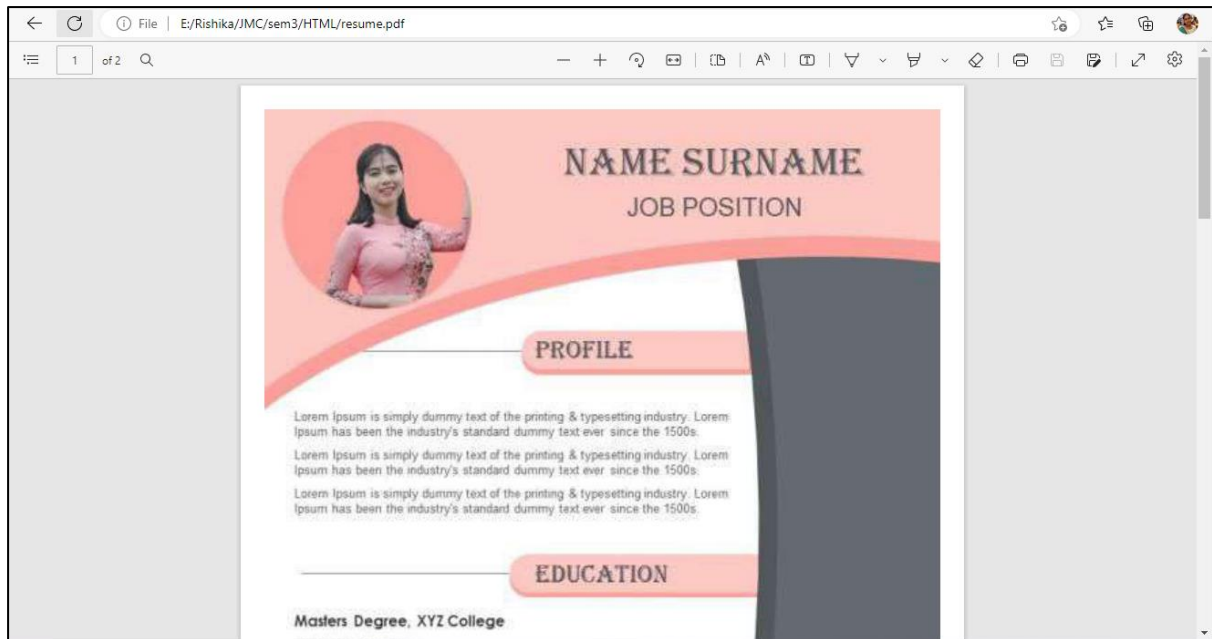 File | E:/Rishika/JMC/sem3/HTML/resume.pdf
1 of 2
NAME SURNAME
JOB POSITION
PROFILE
Lorem Ipsum is simply dummy text of the printing & typesetting industry. Lorem
Ipsum has been the industry's standard dummy text ever since the 1500s.
Lorem Ipsum is simply dummy text of the printing & typesetting industry. Lorem
Ipsum has been the industry's standard dummy text ever since the 1500s.
Lorem Ipsum is simply dummy text of the printing & typesetting industry. Lorem
Ipsum has been the industry's standard dummy text ever since the 1500s.
EDUCATION
Masters Degree, XYZ College